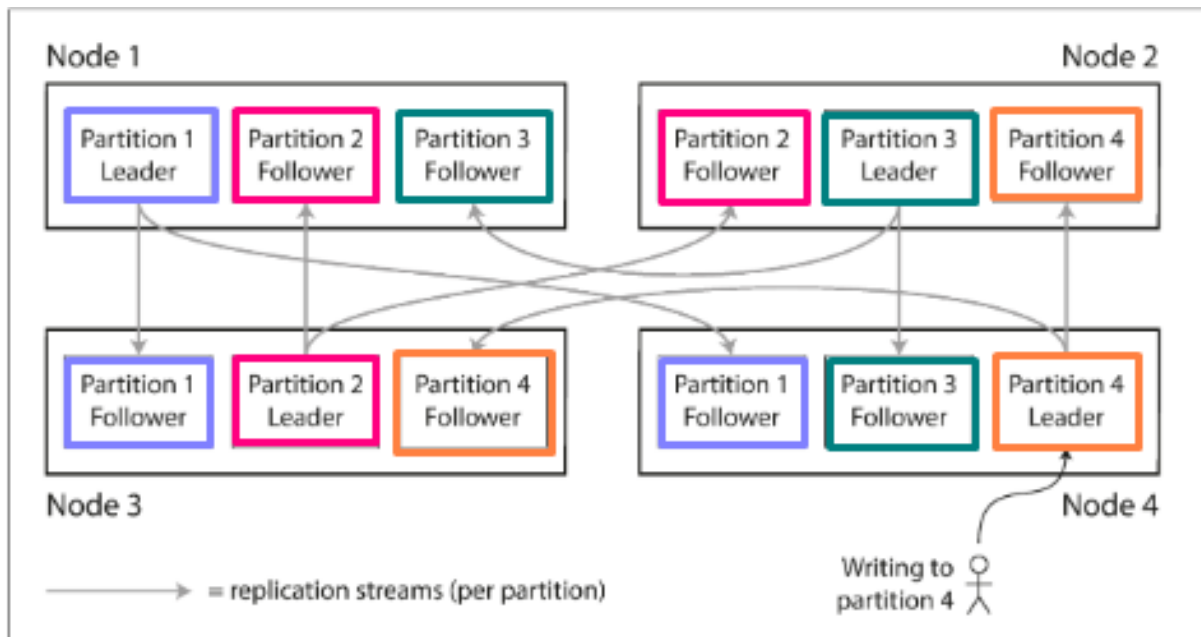 Node 1
Node 2
Partition 1
Leader
Partition 2
Follower
Partition 3
Follower
Partition 2
Follower
Partition 3
Leader
Partition 4
Follower
Partition 1
Follower
Partition 2
Leader
Partition 4
Follower
Partition 1
Follower
Partition 3
Follower
Partition 4
Leader
Node 3
Node 4
= replication streams (per partition)
Writing to
partition 4